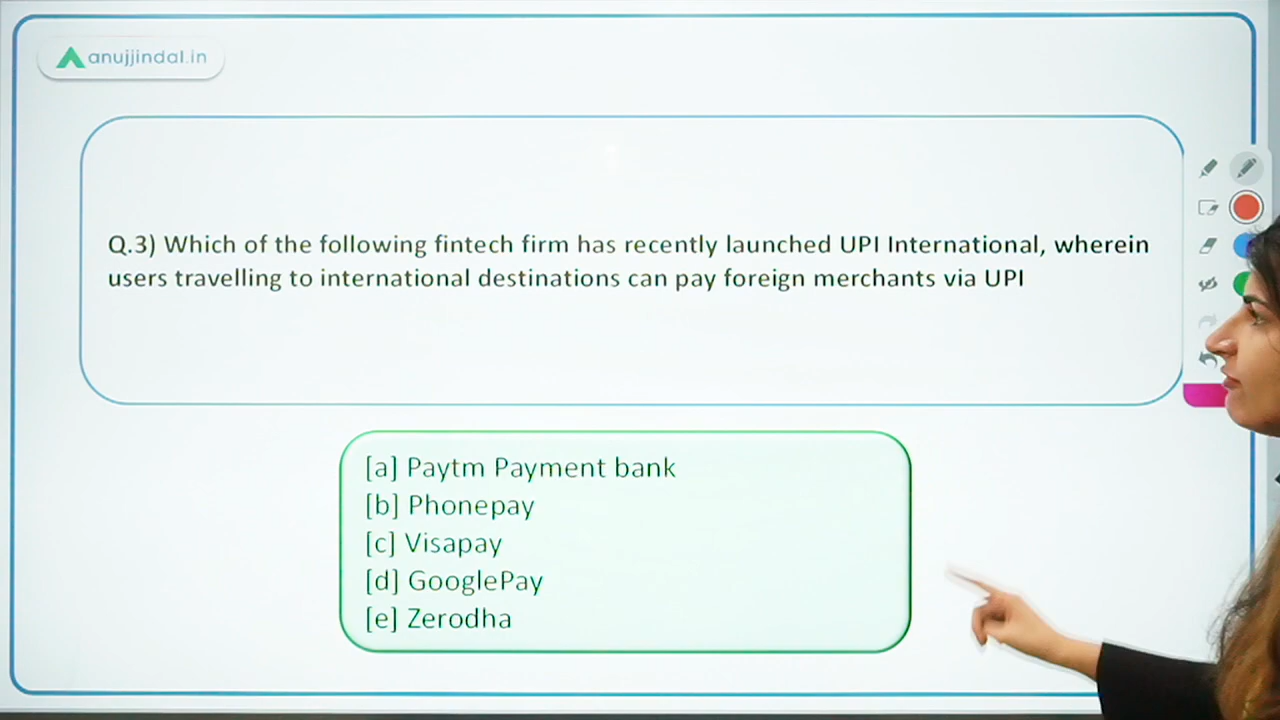 anujjindal.in
Q.3) Which of the following fintech firm has recently launched UPI International, wherein
users travelling to international destinations can pay foreign merchants via UPI
[a] Paytm Payment bank
[b] Phonepay
[c] Visapay
[d] GooglePay
[e] Zerodha